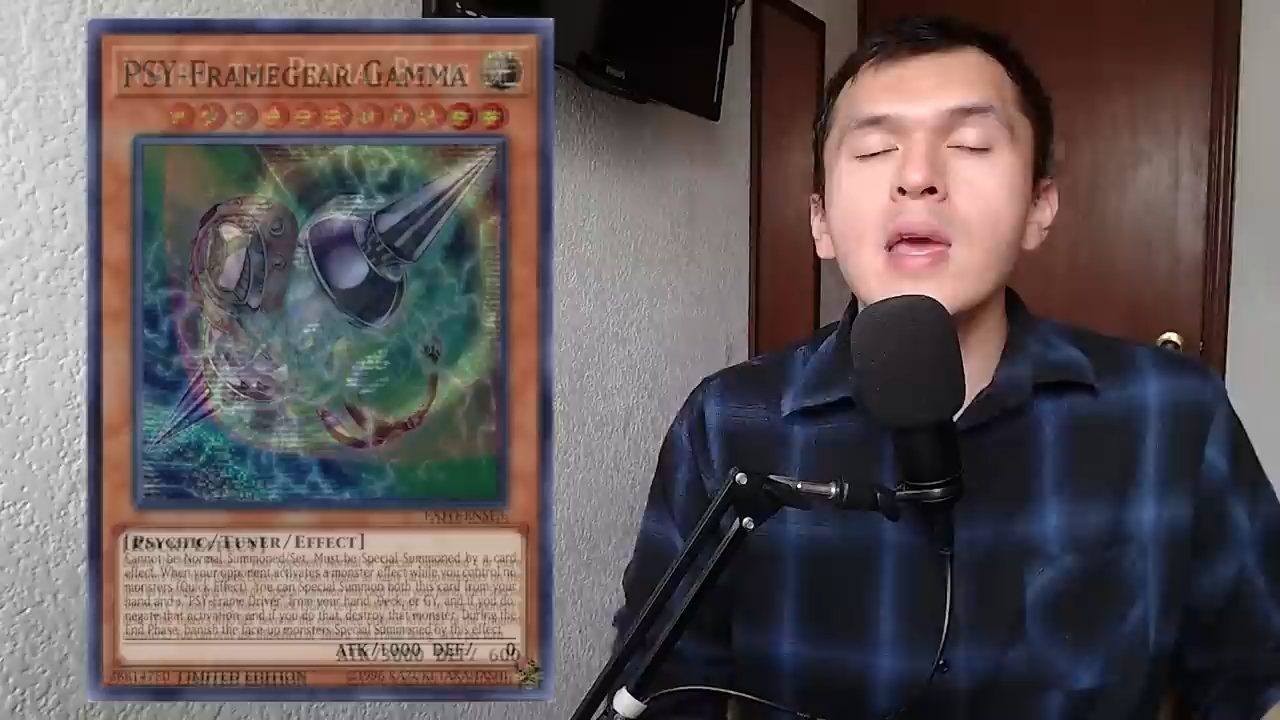 PSY-Framegear Gamma
[Psychic/Tuner/Effect]
Cannot be Normal Summoned/Set. Must be Special Summoned by a card
effect. When your opponent activates a monster effect while you control no
monsters (Quick Effect): You can Special Summon both this card from your
hand and 1 "PSY-Frame Driver" from your hand, Deck, or GY, and if you do,
negate that activation, and if you do that, destroy that monster. During the
End Phase, banish the face-up monsters Special Summoned by this effect.
ATK/1000 DEF/ 0
LIMITED EDITION